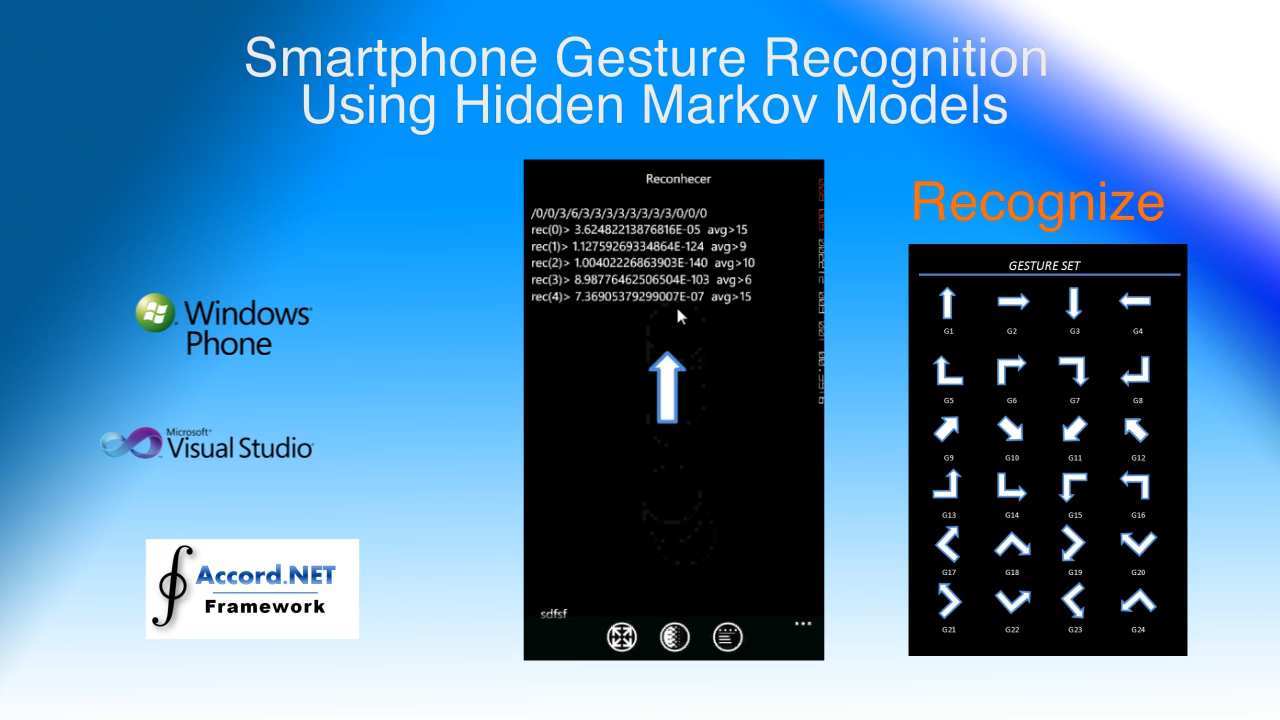 Smartphone Gesture Recognition
Using Hidden Markov Models
Reconhecer
/0/0/3/6/3/3/3/3/3/3/3/3/0/0/0
rec(0)> 3.62482213876816E-05 avg>15
rec(1)> 1.12759269334864E-124 avg>9
rec(2)> 1.00402226863903E-140 avg>10
rec(3)> 8.98776462506504E-103 avg>6
rec(4)> 7.36905379299007E-07 avg>15
sdfsf
Recognize
GESTURE SET
G1 G2 G3 G4
G5 G6 G7 G8
G9 G10 G11 G12
G13 G14 G15 G16
G17 G18 G19 G20
G21 G22 G23 G24
Windows
Phone
Microsoft
Visual Studio
Accord.NET
Framework